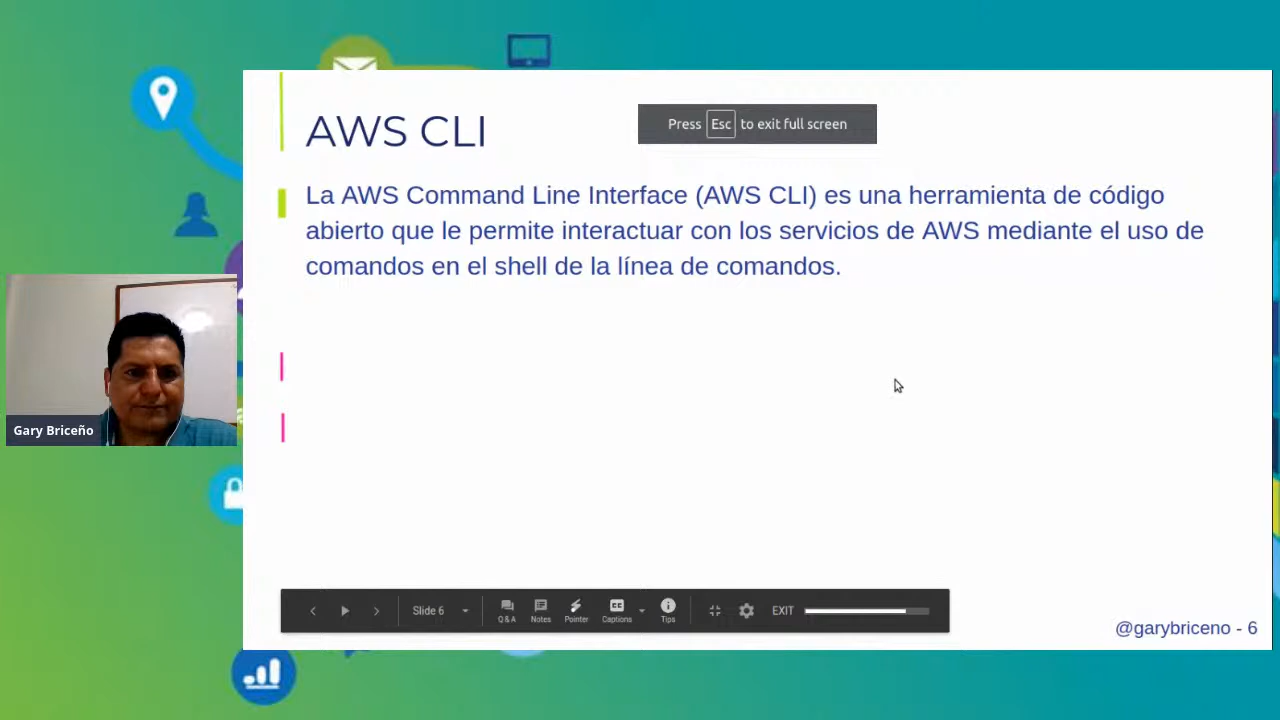 AWS CLI
Press Esc to exit full screen
La AWS Command Line Interface (AWS CLI) es una herramienta de código
abierto que le permite interactuar con los servicios de AWS mediante el uso de
comandos en el shell de la línea de comandos.
Gary Briceño
Slide 6
Q & A
Notes
Pointer
Captions
Tips
EXIT
@garybriceno - 6